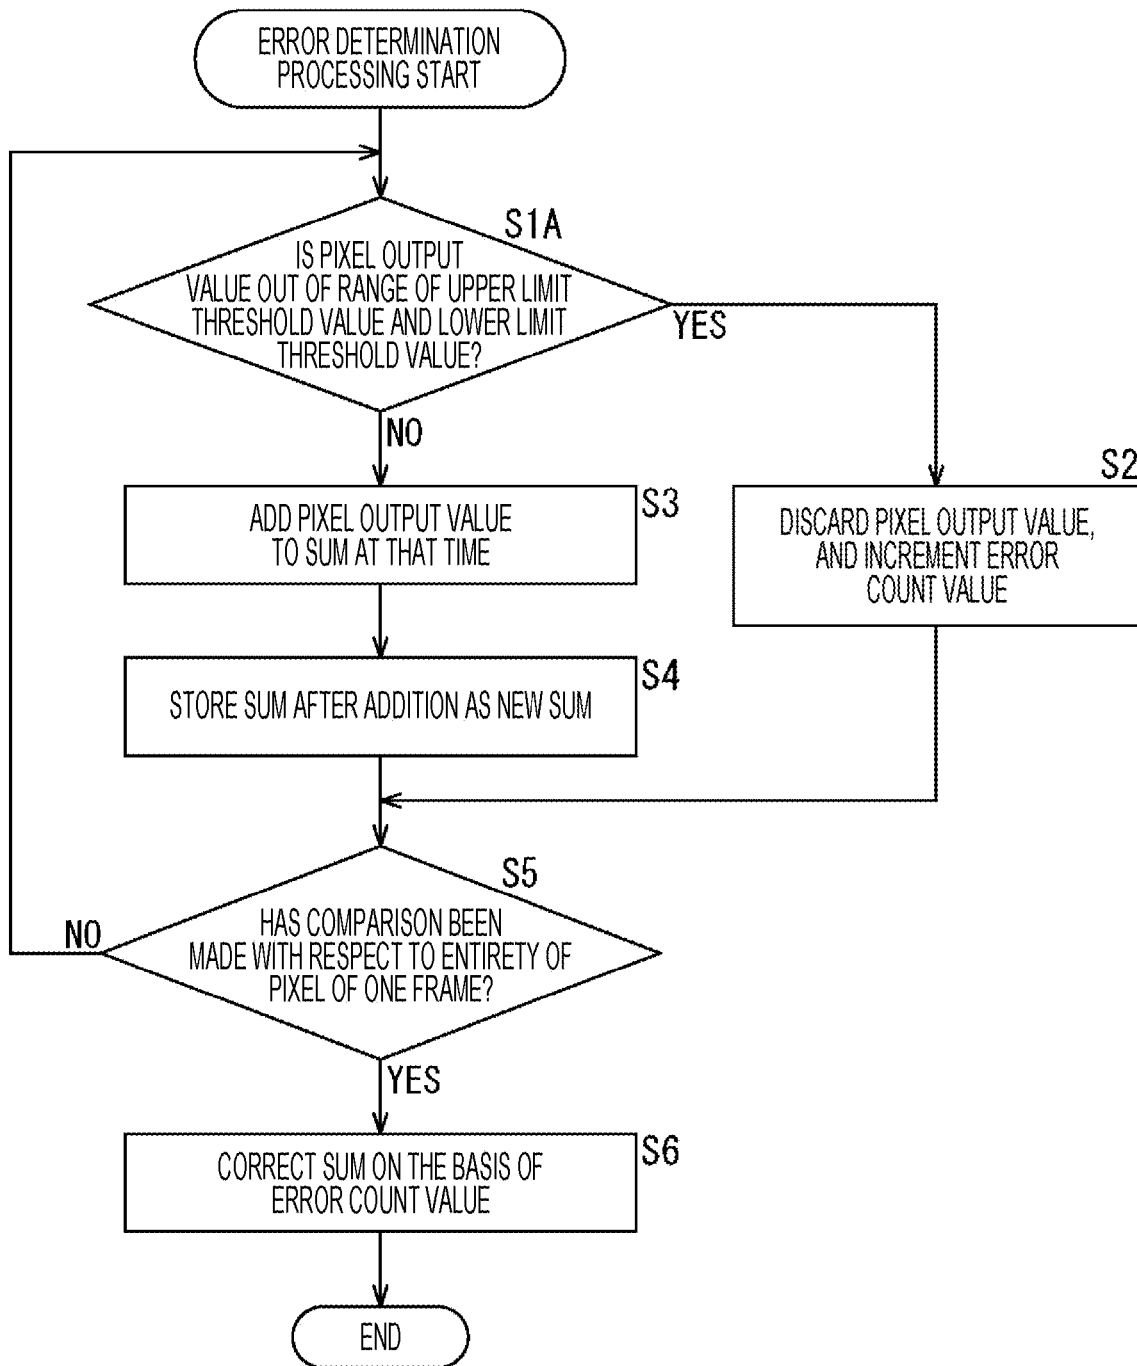 ERROR DETERMINATION
PROCESSING START
S1A
IS PIXEL OUTPUT
VALUE OUT OF RANGE OF UPPER LIMIT
THRESHOLD VALUE AND LOWER LIMIT
THRESHOLD VALUE?
YES
NO
S3
ADD PIXEL OUTPUT VALUE
TO SUM AT THAT TIME
S2
DISCARD PIXEL OUTPUT VALUE,
AND INCREMENT ERROR
COUNT VALUE
S4
STORE SUM AFTER ADDITION AS NEW SUM
S5
HAS COMPARISON BEEN
MADE WITH RESPECT TO ENTIRETY OF
PIXEL OF ONE FRAME?
NO
YES
S6
CORRECT SUM ON THE BASIS OF
ERROR COUNT VALUE
END